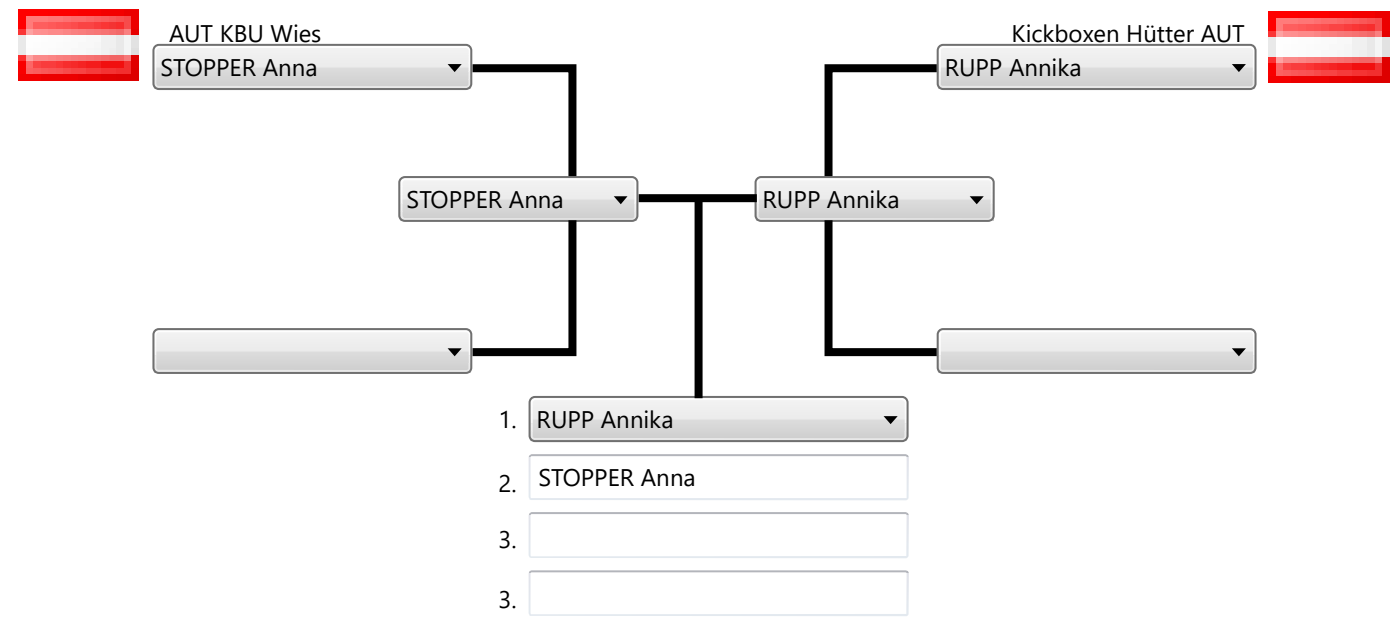 AUT KBU Wies
Kickboxen Hütter AUT
STOPPER Anna
RUPP Annika
STOPPER Anna
RUPP Annika
1. RUPP Annika
2. STOPPER Anna
3.
3.